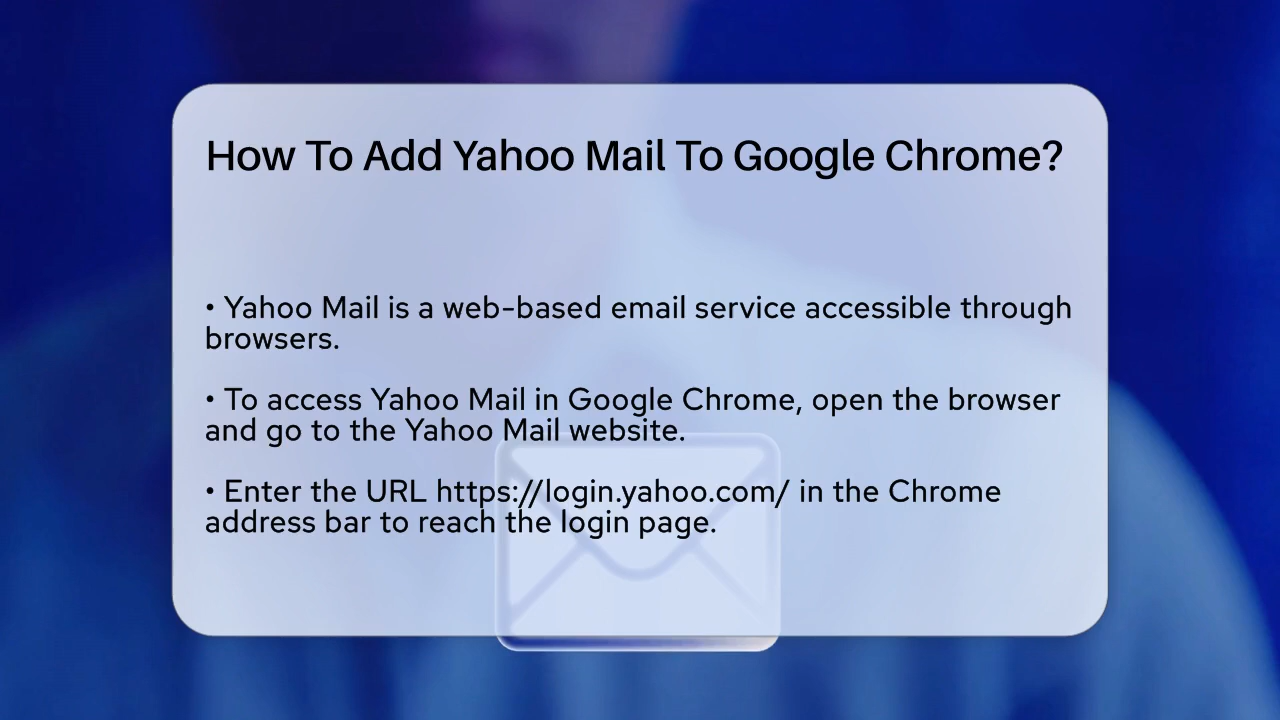 How To Add Yahoo Mail To Google Chrome?
• Yahoo Mail is a web-based email service accessible through
browsers.
• To access Yahoo Mail in Google Chrome, open the browser
and go to the Yahoo Mail website.
• Enter the URL https://login.yahoo.com/ in the Chrome
address bar to reach the login page.